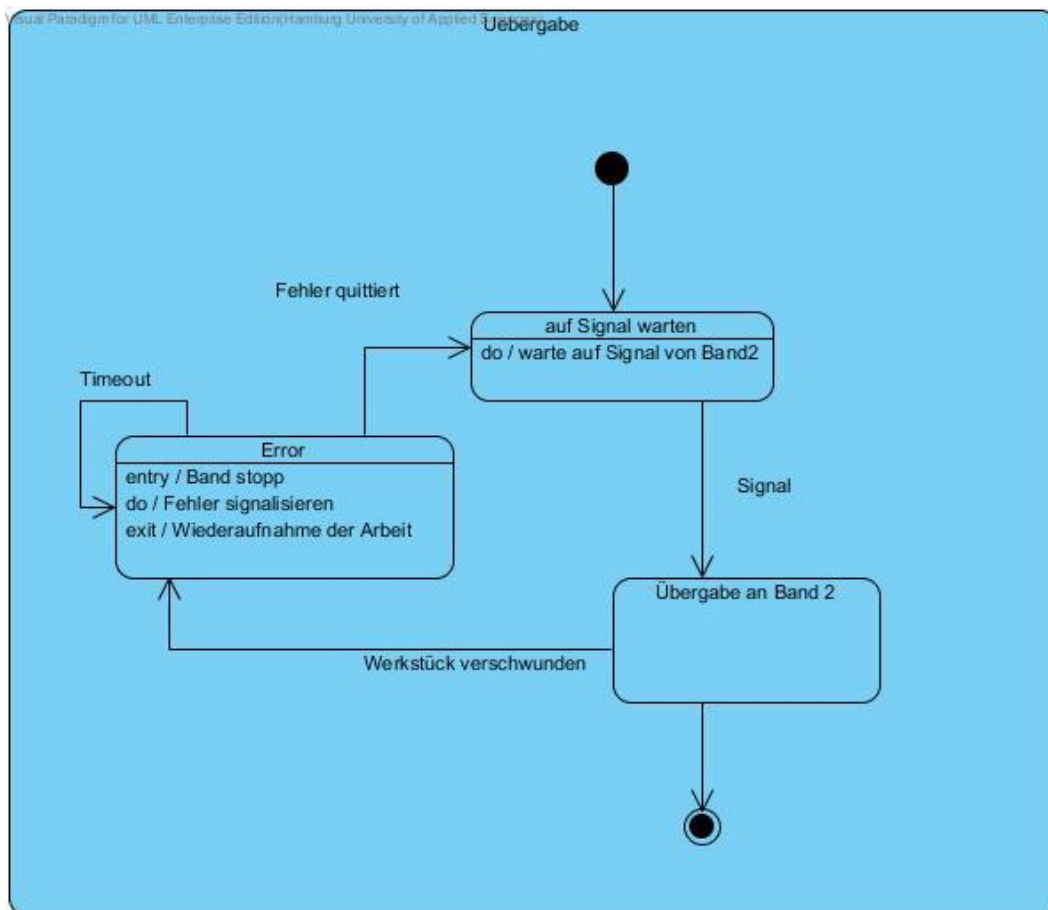 Visual Paradigm for UML Enterprise Edition(Hamburg University of Applied
Uebergabe
Fehler quittiert
auf Signal warten
do / warte auf Signal von Band2
Timeout
Error
entry / Band stopp
do / Fehler signalisieren
exit / Wiederaufnahme der Arbeit
Signal
Übergabe an Band 2
Werkstück verschwunden